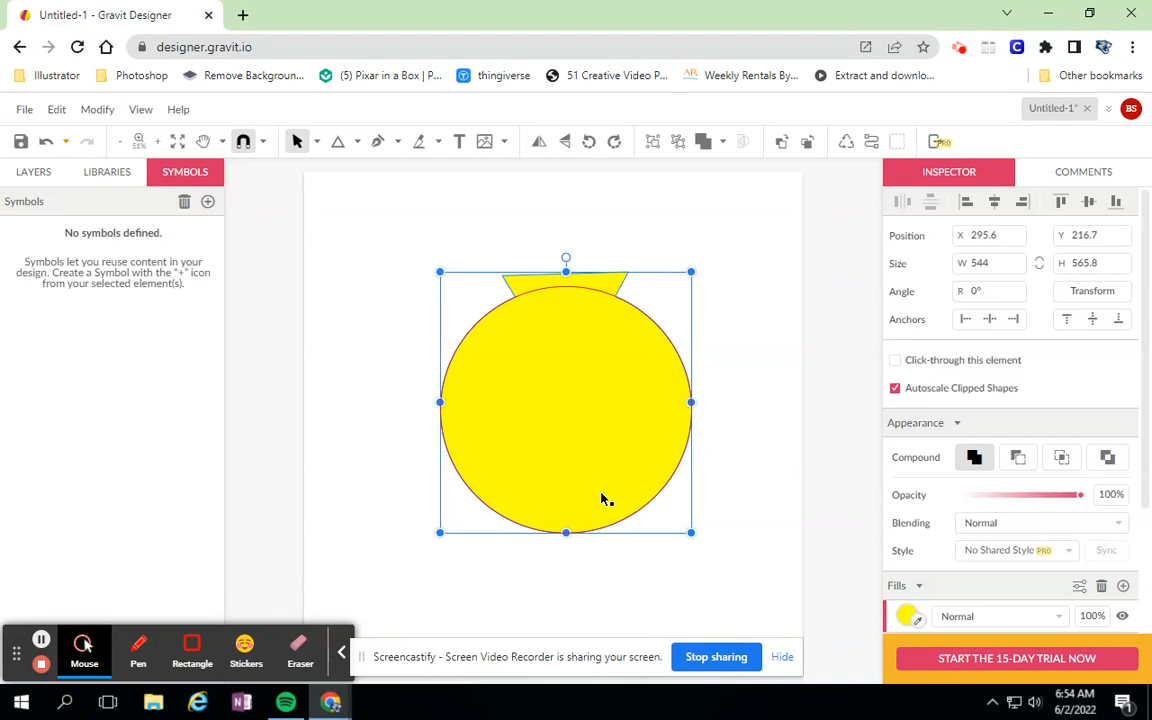 Untitled-1 - Gravit Designer
designer.gravit.io
Illustrator Photoshop Remove Backgroun... (5) Pixar in a Box | P... thingiverse 51 Creative Video P... Weekly Rentals By... Extract and downlo... Other bookmarks
File Edit Modify View Help
Untitled-1* BS
51%
PRO
LAYERS LIBRARIES SYMBOLS
INSPECTOR COMMENTS
Symbols
No symbols defined.
Symbols let you reuse content in your
design. Create a Symbol with the "+" icon
from your selected element(s).
Position X 295.6 Y 216.7
Size W 544 H 565.8
Angle R 0° Transform
Anchors
Click-through this element
Autoscale Clipped Shapes
Appearance
Compound
Opacity 100%
Blending Normal
Style No Shared Style PRO Sync
Fills
Normal 100%
START THE 15-DAY TRIAL NOW
Mouse Pen Rectangle Stickers Eraser
Screencastify - Screen Video Recorder is sharing your screen. Stop sharing Hide
6:54 AM
6/2/2022
1